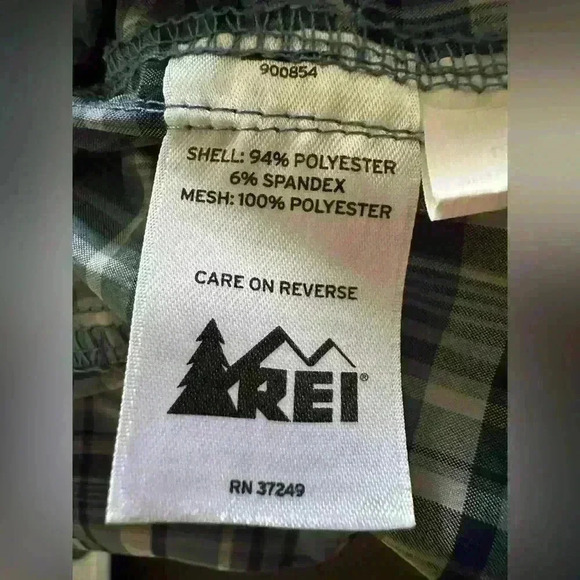 900854
SHELL: 94% POLYESTER
6% SPANDEX
MESH: 100% POLYESTER
CARE ON REVERSE
REI®
RN 37249